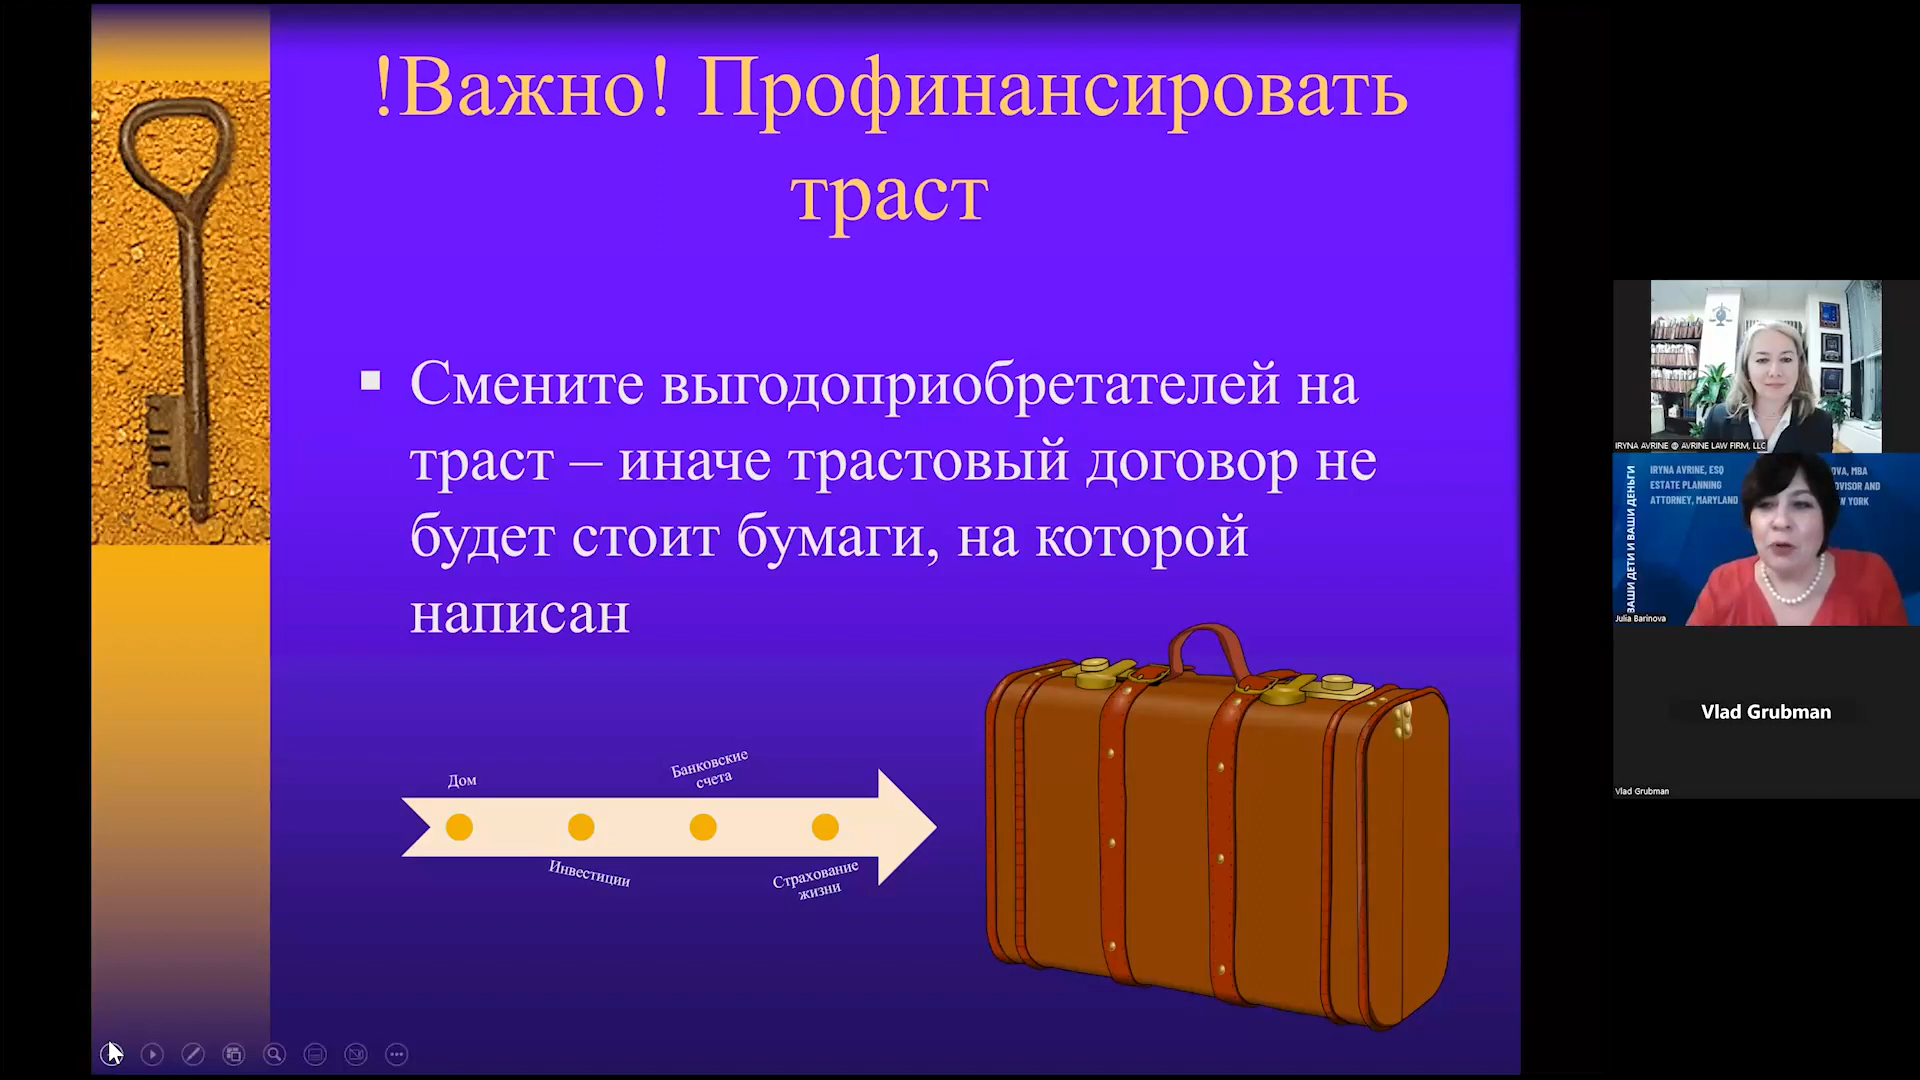 !Важно! Профинансировать
траст
Смените выгодоприобретателей на
траст – иначе трастовый договор не
будет стоит бумаги, на которой
написан
Дом
Банковские
счета
Инвестиции
Страхование
жизни
IRYNA AVRINE @ AVRINE LAW FIRM, LLC
ВАШИ ДЕТИ И ВАШИ ДЕНЬГИ
IRYNA AVRINE, ESQ
ESTATE PLANNING
ATTORNEY, MARYLAND
MBA
AND
YORK
Julia Barinova
Vlad Grubman
Vlad Grubman